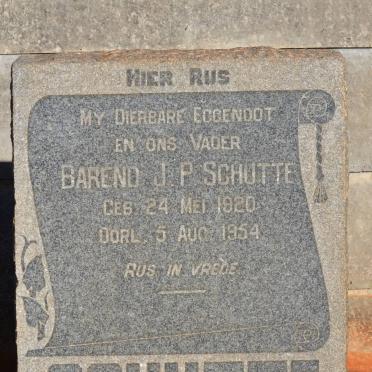 HIER RUS
MY DIERBARE EGGENOOT
EN ONS VADER
BAREND J. P. SCHUTTE
GEB. 24 MEI 1920
OORL. 5 AUG. 1954
RUS IN VREDE
SCHUTTE